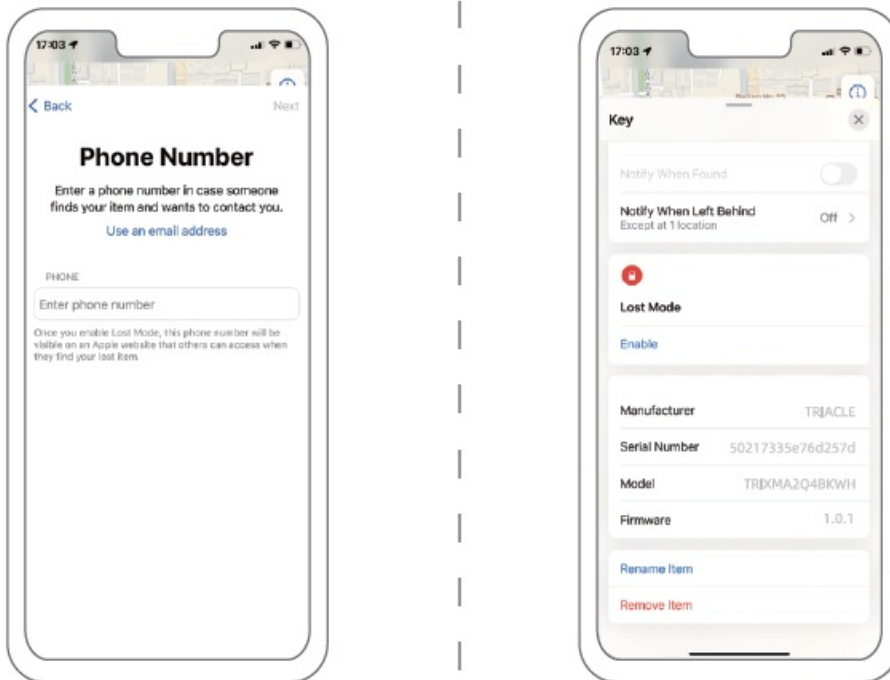 17:03
Back
Next
Phone Number
Enter a phone number in case someone
finds your item and wants to contact you.
Use an email address
PHONE
Enter phone number
Once you enable Lost Mode, this phone number will be
visible on an Apple website that others can access when
they find your lost item.
17:03
Key
Notify When Found
Notify When Left Behind
Off
Except at 1 location
Lost Mode
Enable
Manufacturer TRIACLE
Serial Number 50217335e76d257d
Model TRIXMA2Q4BKWH
Firmware 1.0.1
Rename Item
Remove Item